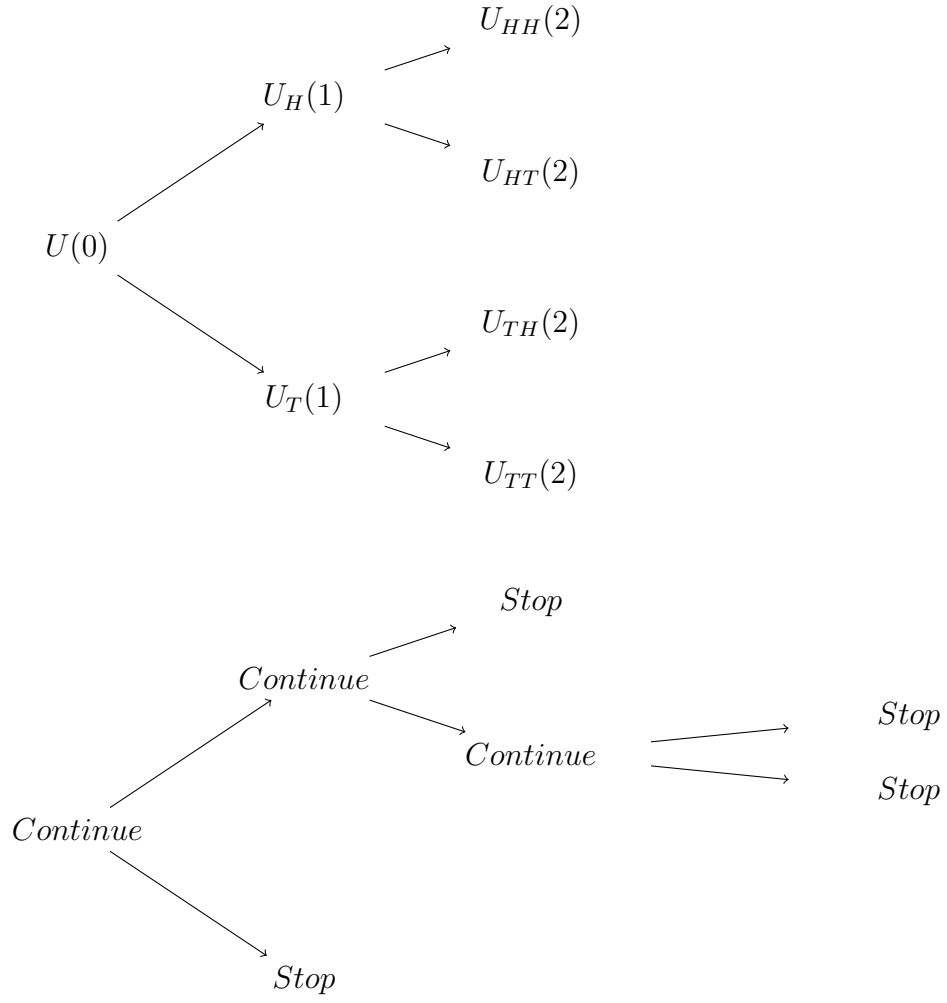 U_{HH}(2)
U_H(1)
U_{HT}(2)
U(0)
U_{TH}(2)
U_T(1)
U_{TT}(2)
Stop
Continue
Stop
Continue
Stop
Continue
Stop